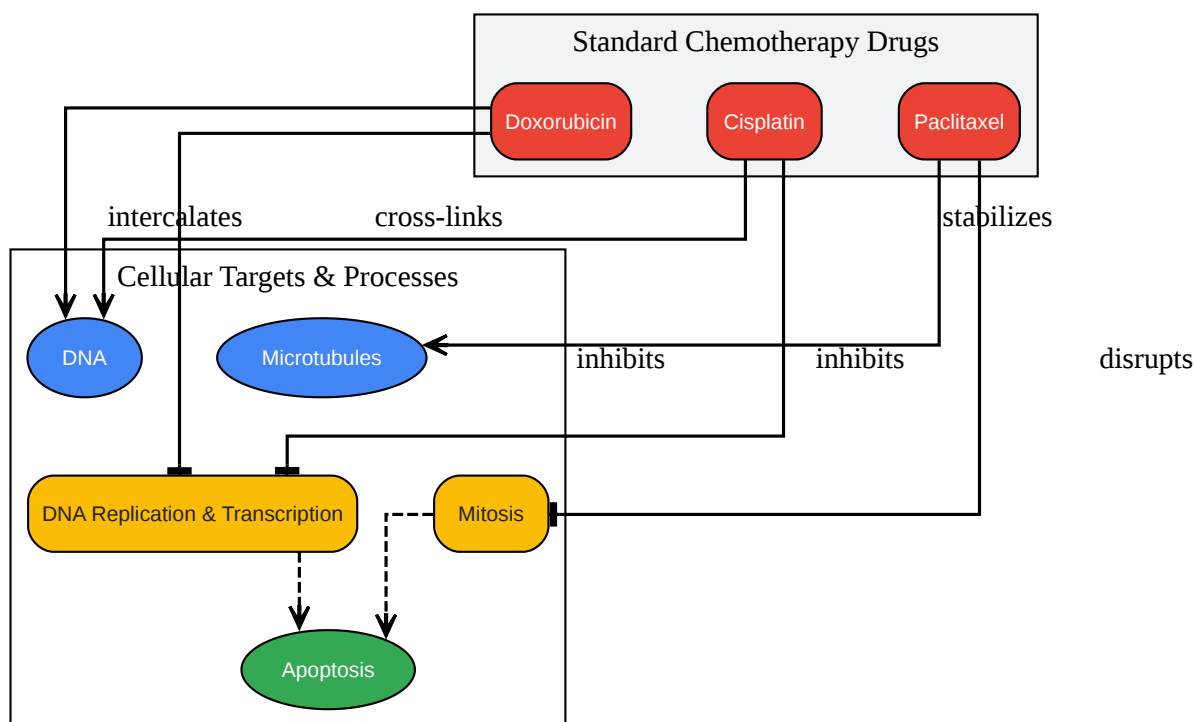 Standard Chemotherapy Drugs
Doxorubicin
Cisplatin
Paclitaxel
intercalates
cross-links
stabilizes
Cellular Targets & Processes
DNA
Microtubules
inhibits
inhibits
disrupts
DNA Replication & Transcription
Mitosis
Apoptosis